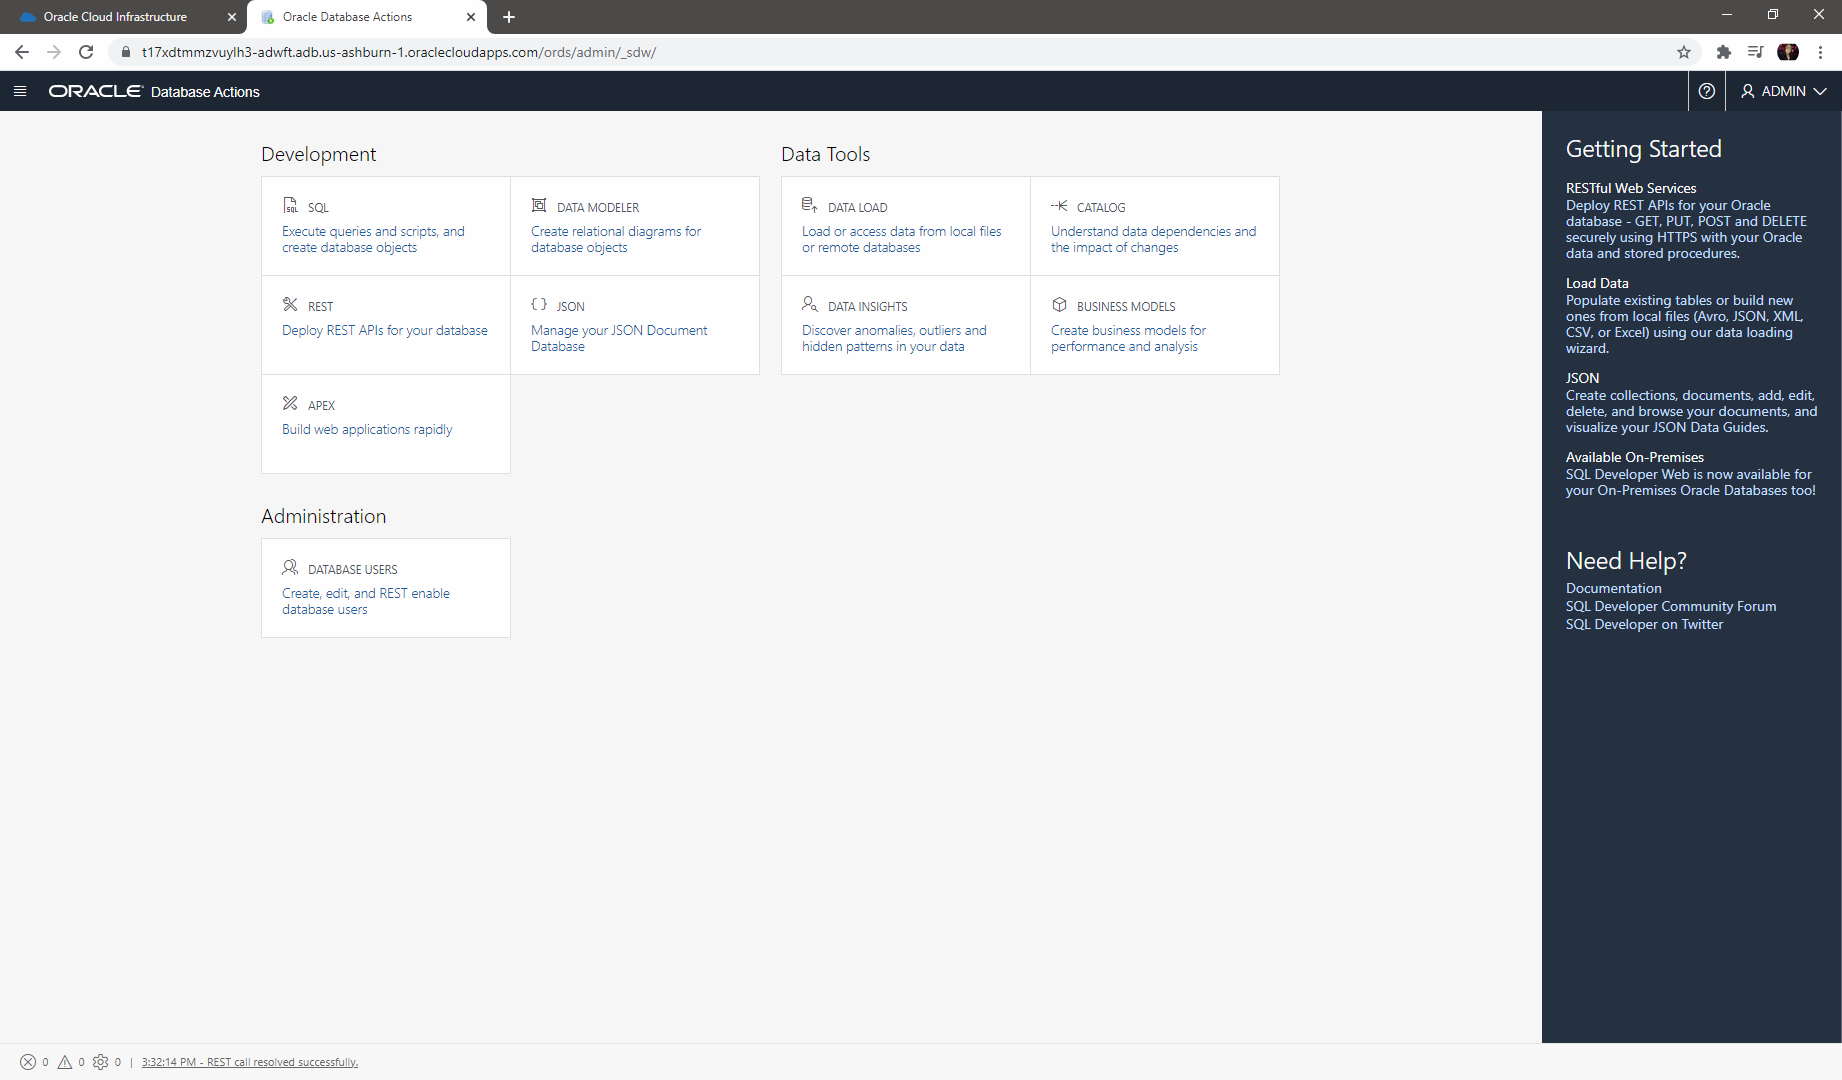 Oracle Cloud Infrastructure
Oracle Database Actions
t17xdtmmzvuylh3-adwft.adb.us-ashburn-1.oraclecloudapps.com/ords/admin/_sdw/
ORACLE Database Actions
ADMIN
Development
SQL
Execute queries and scripts, and
create database objects
DATA MODELER
Create relational diagrams for
database objects
REST
Deploy REST APIs for your database
JSON
Manage your JSON Document
Database
APEX
Build web applications rapidly
Data Tools
DATA LOAD
Load or access data from local files
or remote databases
CATALOG
Understand data dependencies and
the impact of changes
DATA INSIGHTS
Discover anomalies, outliers and
hidden patterns in your data
BUSINESS MODELS
Create business models for
performance and analysis
Administration
DATABASE USERS
Create, edit, and REST enable
database users
Getting Started
RESTful Web Services
Deploy REST APIs for your Oracle
database - GET, PUT, POST and DELETE
securely using HTTPS with your Oracle
data and stored procedures.
Load Data
Populate existing tables or build new
ones from local files (Avro, JSON, XML,
CSV, or Excel) using our data loading
wizard.
JSON
Create collections, documents, add, edit,
delete, and browse your documents, and
visualize your JSON Data Guides.
Available On-Premises
SQL Developer Web is now available for
your On-Premises Oracle Databases too!
Need Help?
Documentation
SQL Developer Community Forum
SQL Developer on Twitter
0 0 0 | 3:32:14 PM - REST call resolved successfully.